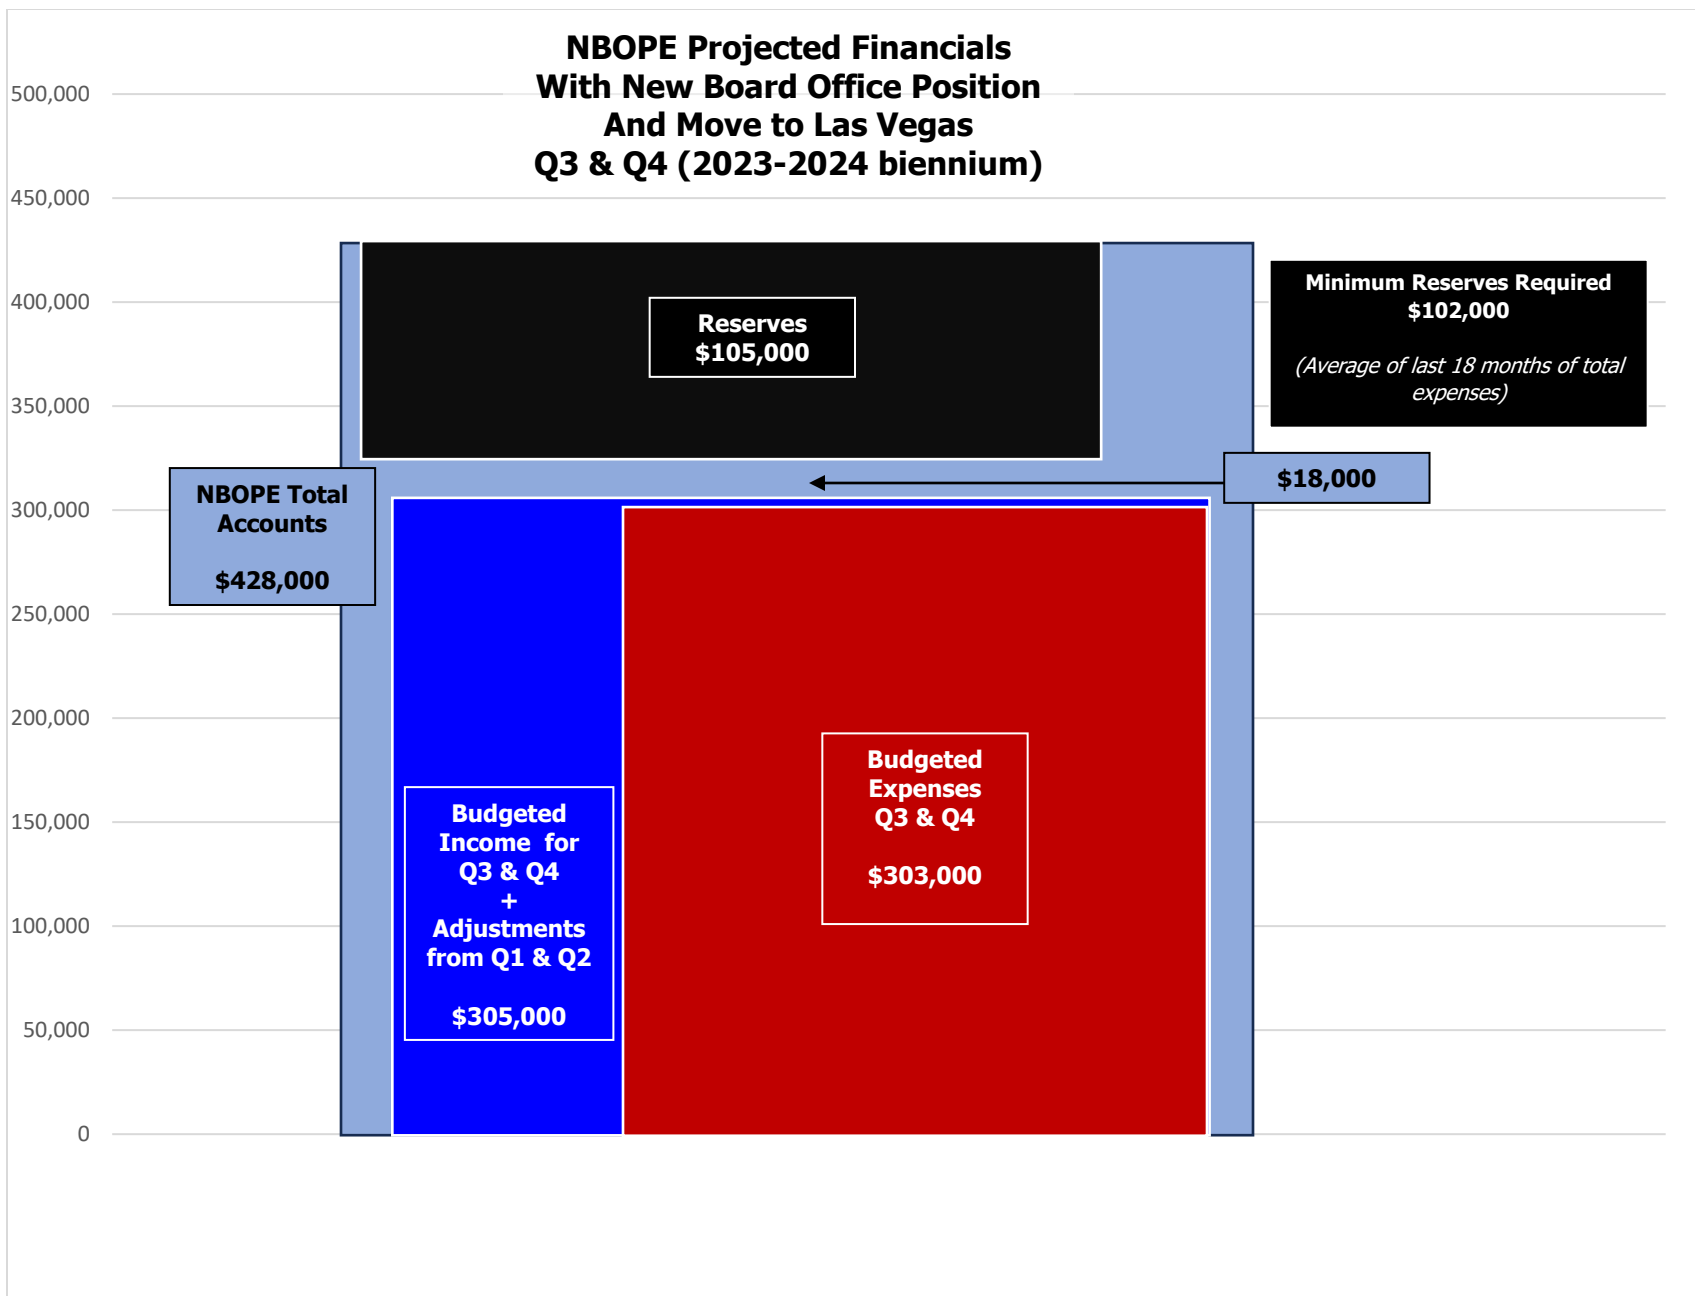 NBOPE Projected Financials
With New Board Office Position
And Move to Las Vegas
Q3 & Q4 (2023-2024 biennium)
500,000
450,000
400,000
350,000
300,000
250,000
200,000
150,000
100,000
50,000
0
Reserves
$105,000
Minimum Reserves Required
$102,000
(Average of last 18 months of total
expenses)
NBOPE Total
Accounts
$428,000
$18,000
Budgeted
Income for
Q3 & Q4
+
Adjustments
from Q1 & Q2
$305,000
Budgeted
Expenses
Q3 & Q4
$303,000